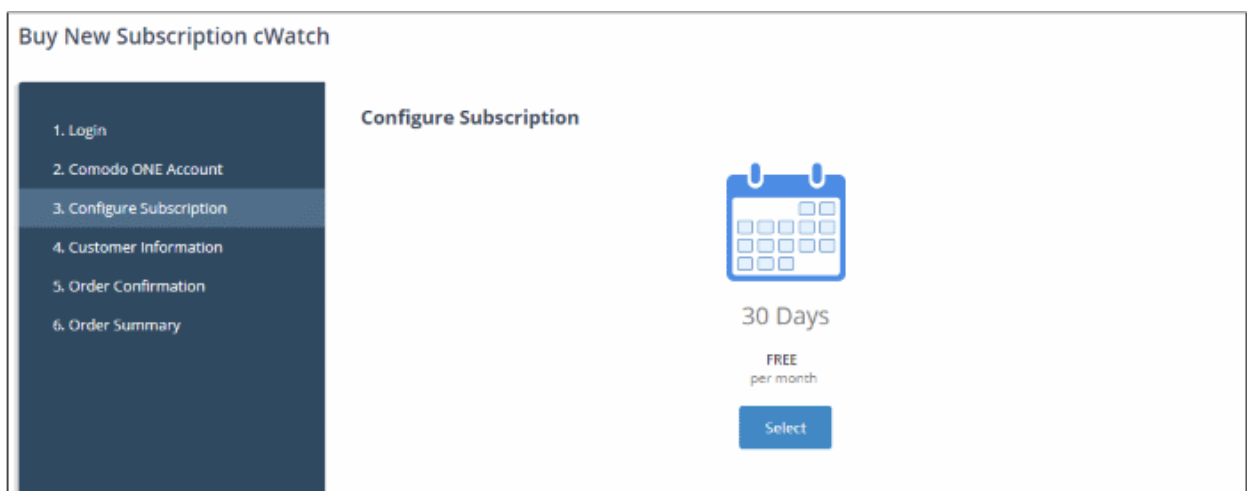 Buy New Subscription cWatch
1. Login
2. Comodo ONE Account
3. Configure Subscription
4. Customer Information
5. Order Confirmation
6. Order Summary
Configure Subscription
30 Days
FREE
per month
Select